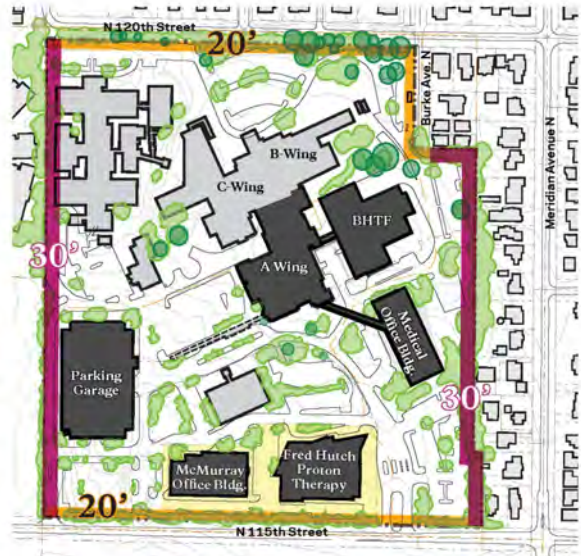 N 120th Street
20'
Burke Ave. N
Meridian Avenue N
B-Wing
C-Wing
BHTF
30'
A Wing
Medical
Office Bldg.
Parking
Garage
30'
Fred Hutch
Proton
Therapy
McMurray
Office Bldg.
20'
N 115th Street